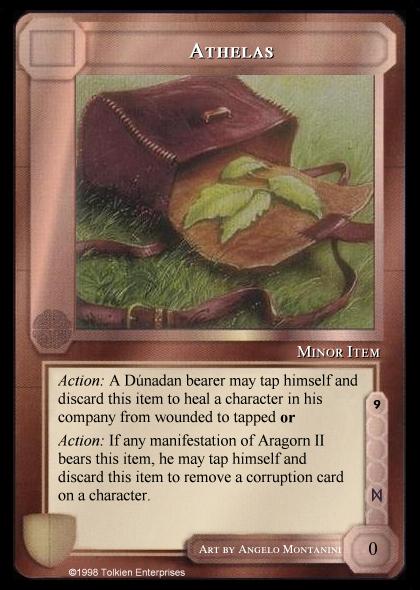 Athelas
Minor Item
Action: A Dúnadan bearer may tap himself and
discard this item to heal a character in his
company from wounded to tapped or
Action: If any manifestation of Aragorn II
bears this item, he may tap himself and
discard this item to remove a corruption card
on a character.
9
Art by Angelo Montanini
0
©1998 Tolkien Enterprises